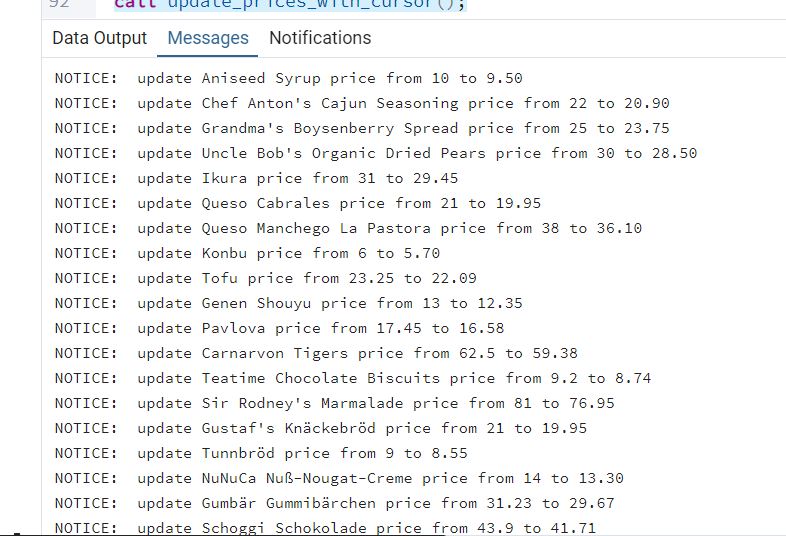 92 call update_prices_with_cursor();
Data Output Messages Notifications
NOTICE: update Aniseed Syrup price from 10 to 9.50
NOTICE: update Chef Anton's Cajun Seasoning price from 22 to 20.90
NOTICE: update Grandma's Boysenberry Spread price from 25 to 23.75
NOTICE: update Uncle Bob's Organic Dried Pears price from 30 to 28.50
NOTICE: update Ikura price from 31 to 29.45
NOTICE: update Queso Cabrales price from 21 to 19.95
NOTICE: update Queso Manchego La Pastora price from 38 to 36.10
NOTICE: update Konbu price from 6 to 5.70
NOTICE: update Tofu price from 23.25 to 22.09
NOTICE: update Genen Shouyu price from 13 to 12.35
NOTICE: update Pavlova price from 17.45 to 16.58
NOTICE: update Carnarvon Tigers price from 62.5 to 59.38
NOTICE: update Teatime Chocolate Biscuits price from 9.2 to 8.74
NOTICE: update Sir Rodney's Marmalade price from 81 to 76.95
NOTICE: update Gustaf's Knäckebröd price from 21 to 19.95
NOTICE: update Tunnbröd price from 9 to 8.55
NOTICE: update NuNuCa Nuß-Nougat-Creme price from 14 to 13.30
NOTICE: update Gumbär Gummibärchen price from 31.23 to 29.67
NOTICE: update Schoggi Schokolade price from 43.9 to 41.71